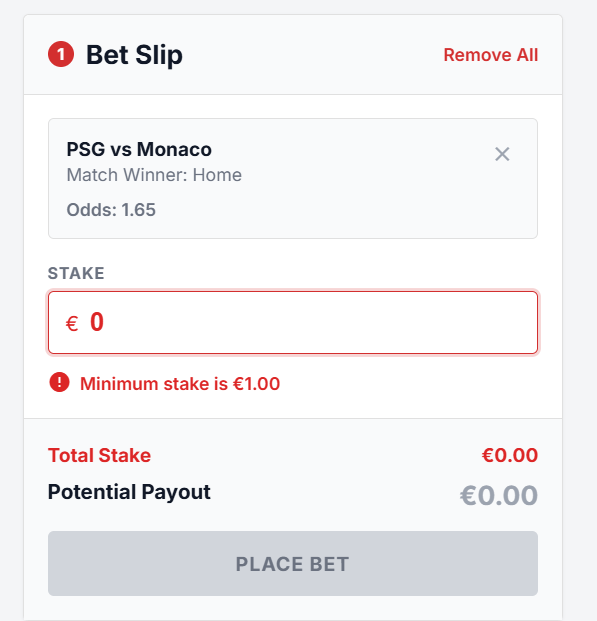 1 Bet Slip Remove All
PSG vs Monaco ×
Match Winner: Home
Odds: 1.65
STAKE
€ 0
! Minimum stake is €1.00
Total Stake €0.00
Potential Payout €0.00
PLACE BET